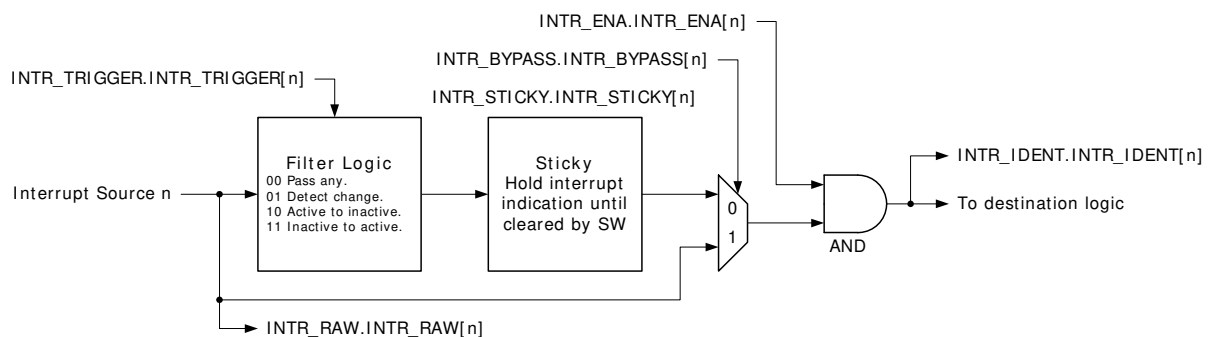 INTR_ENA.INTR_ENA[n]
INTR_BYPASS.INTR_BYPASS[n]
INTR_TRIGGER.INTR_TRIGGER[n]
INTR_STICKY.INTR_STICKY[n]
Filter Logic
00 Pass any.
01 Detect change.
10 Active to inactive.
11 Inactive to active.
Sticky
Hold interrupt
indication until
cleared by SW
INTR_IDENT.INTR_IDENT[n]
Interrupt Source n
To destination logic
0
1
AND
INTR_RAW.INTR_RAW[n]